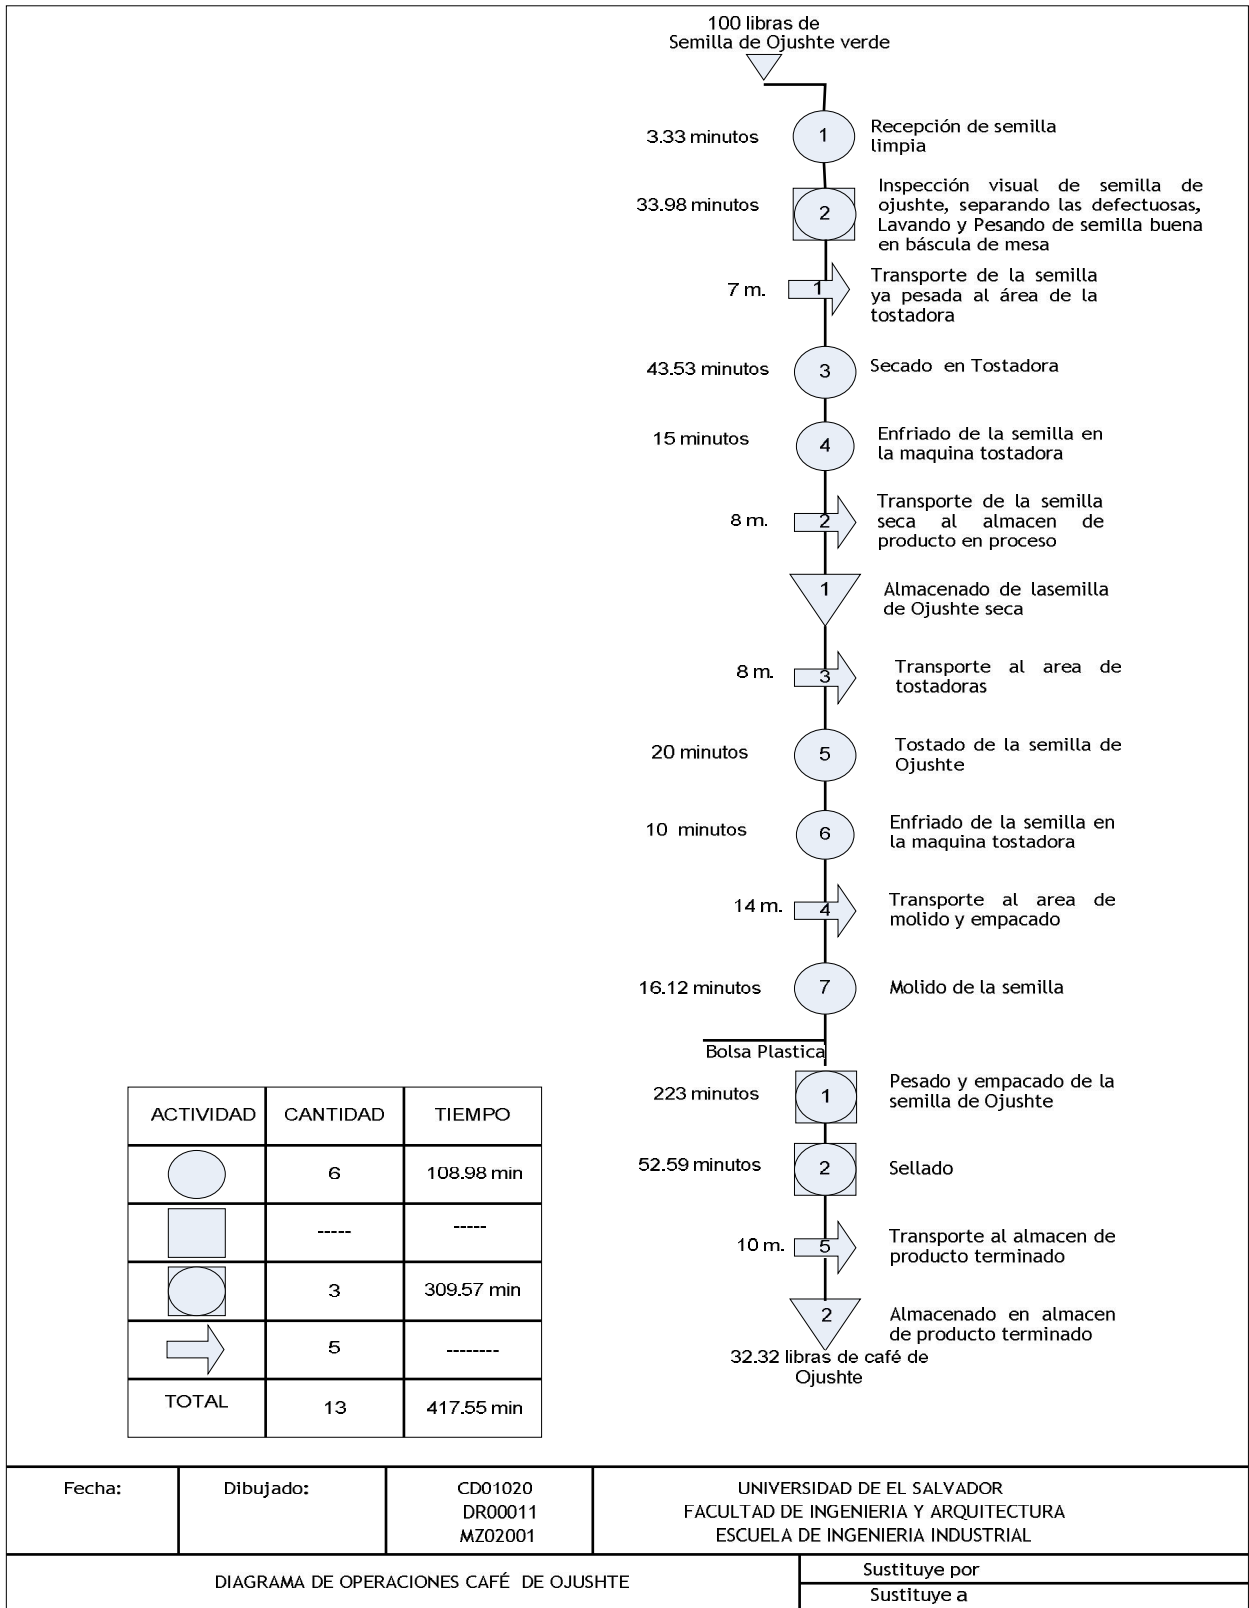 100 libras de
Semilla de Ojushte verde
3.33 minutos
1
Recepción de semilla
limpia
33.98 minutos
2
Inspección visual de semilla de
ojushte, separando las defectuosas,
Lavando y Pesando de semilla buena
en báscula de mesa
7 m.
1
Transporte de la semilla
ya pesada al área de la
tostadora
43.53 minutos
3
Secado en Tostadora
15 minutos
4
Enfriado de la semilla en
la maquina tostadora
8 m.
2
Transporte de la semilla
seca al almacen de
producto en proceso
1
Almacenado de lasemilla
de Ojushte seca
8 m.
3
Transporte al area de
tostadoras
20 minutos
5
Tostado de la semilla de
Ojushte
10 minutos
6
Enfriado de la semilla en
la maquina tostadora
14 m.
4
Transporte al area de
molido y empacado
16.12 minutos
7
Molido de la semilla
Bolsa Plastica
223 minutos
1
Pesado y empacado de la
semilla de Ojushte
52.59 minutos
2
Sellado
10 m.
5
Transporte al almacen de
producto terminado
2
Almacenado en almacen
de producto terminado
32.32 libras de café de
Ojushte
ACTIVIDAD CANTIDAD TIEMPO
6 108.98 min
----- -----
3 309.57 min
5 --------
TOTAL 13 417.55 min
Fecha:
Dibujado:
CD01020
DR00011
MZ02001
UNIVERSIDAD DE EL SALVADOR
FACULTAD DE INGENIERIA Y ARQUITECTURA
ESCUELA DE INGENIERIA INDUSTRIAL
DIAGRAMA DE OPERACIONES CAFÉ DE OJUSHTE
Sustituye por
Sustituye a